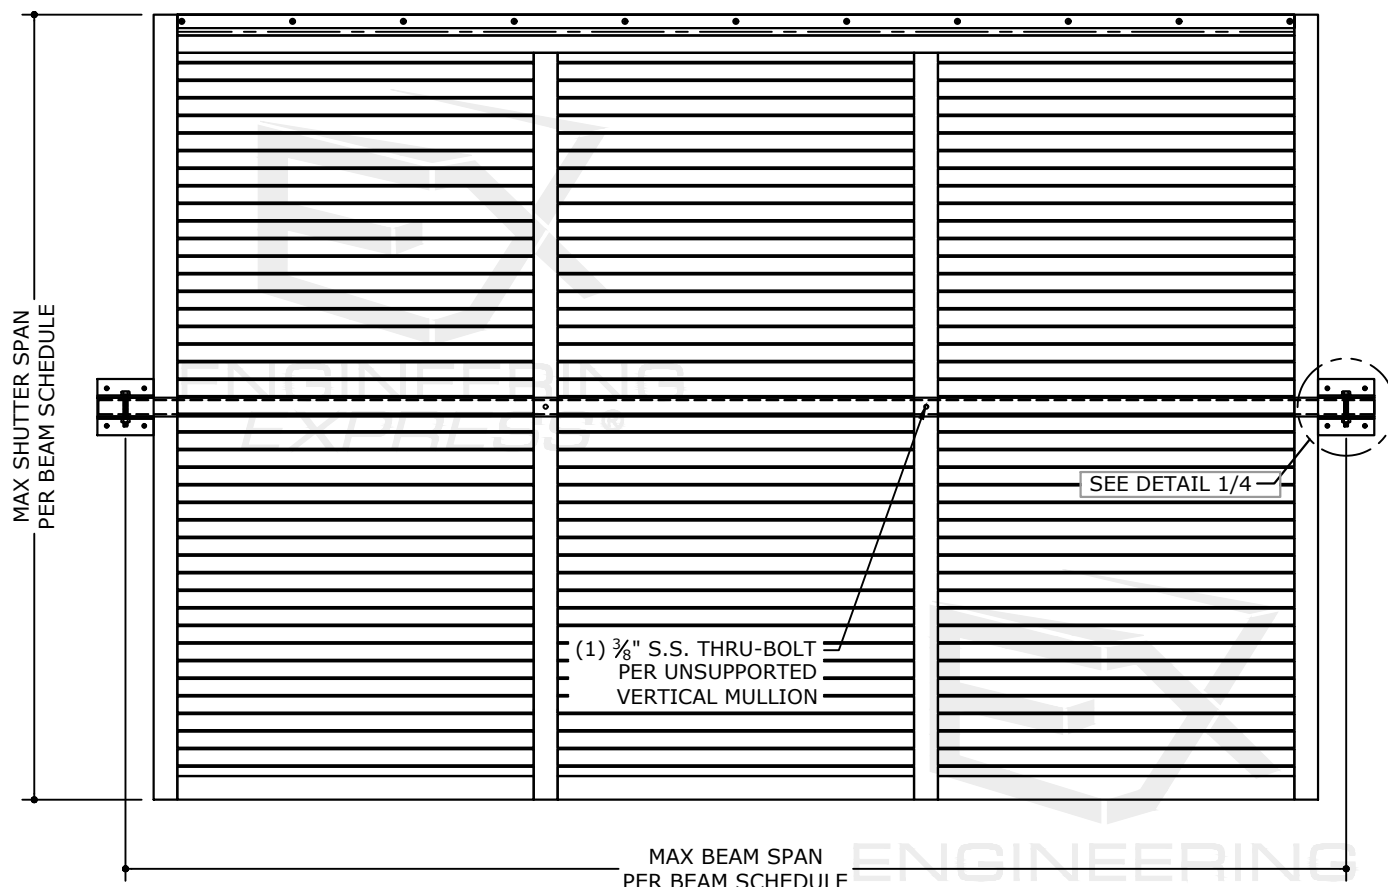 MAX SHUTTER SPAN
PER BEAM SCHEDULE
ENGINEERING
EXPRESS®
SEE DETAIL 1/4
(1) ⅜" S.S. THRU-BOLT
PER UNSUPPORTED
VERTICAL MULLION
MAX BEAM SPAN
PER BEAM SCHEDULE
ENGINEERING